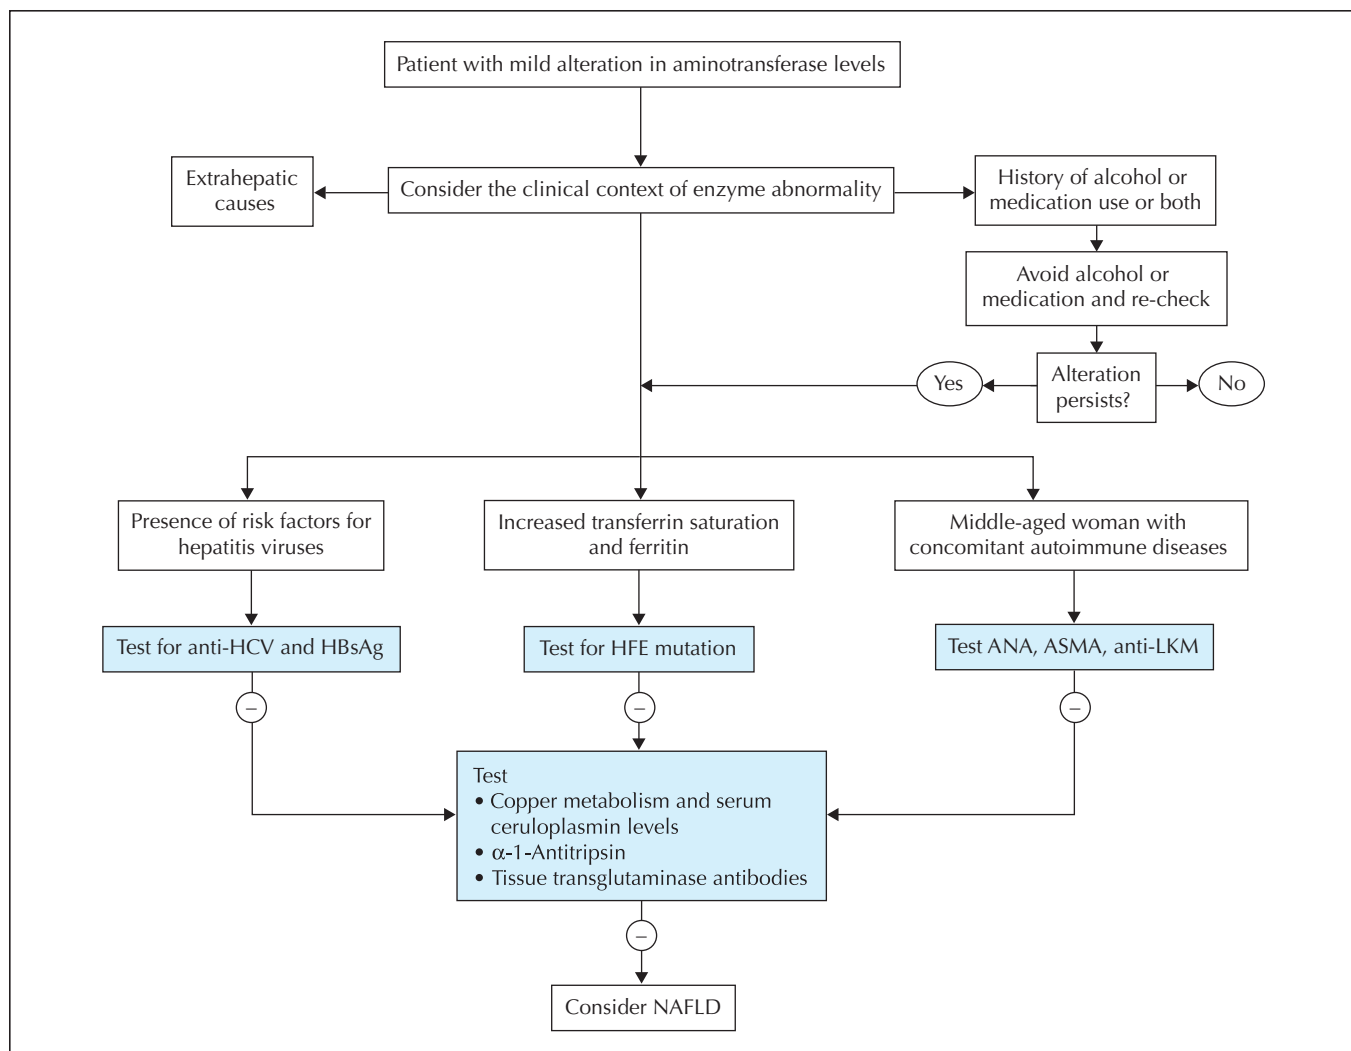 Patient with mild alteration in aminotransferase levels
Extrahepatic
causes
Consider the clinical context of enzyme abnormality
History of alcohol or
medication use or both
Avoid alcohol or
medication and re-check
Yes
Alteration
persists?
No
Presence of risk factors for
hepatitis viruses
Increased transferrin saturation
and ferritin
Middle-aged woman with
concomitant autoimmune diseases
Test for anti-HCV and HBsAg
Test for HFE mutation
Test ANA, ASMA, anti-LKM
–
–
–
Test
• Copper metabolism and serum
ceruloplasmin levels
• α-1-Antitripsin
• Tissue transglutaminase antibodies
–
Consider NAFLD